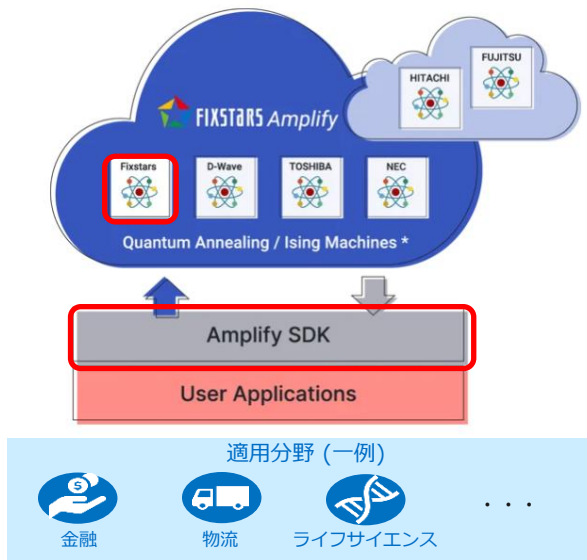 FUJITSU
HITACHI
FIXSTARS Amplify
Fixstars
D-Wave
TOSHIBA
NEC
Quantum Annealing / Ising Machines *
Amplify SDK
User Applications
適用分野 (一例)
$
金融
物流
ライフサイエンス
・・・